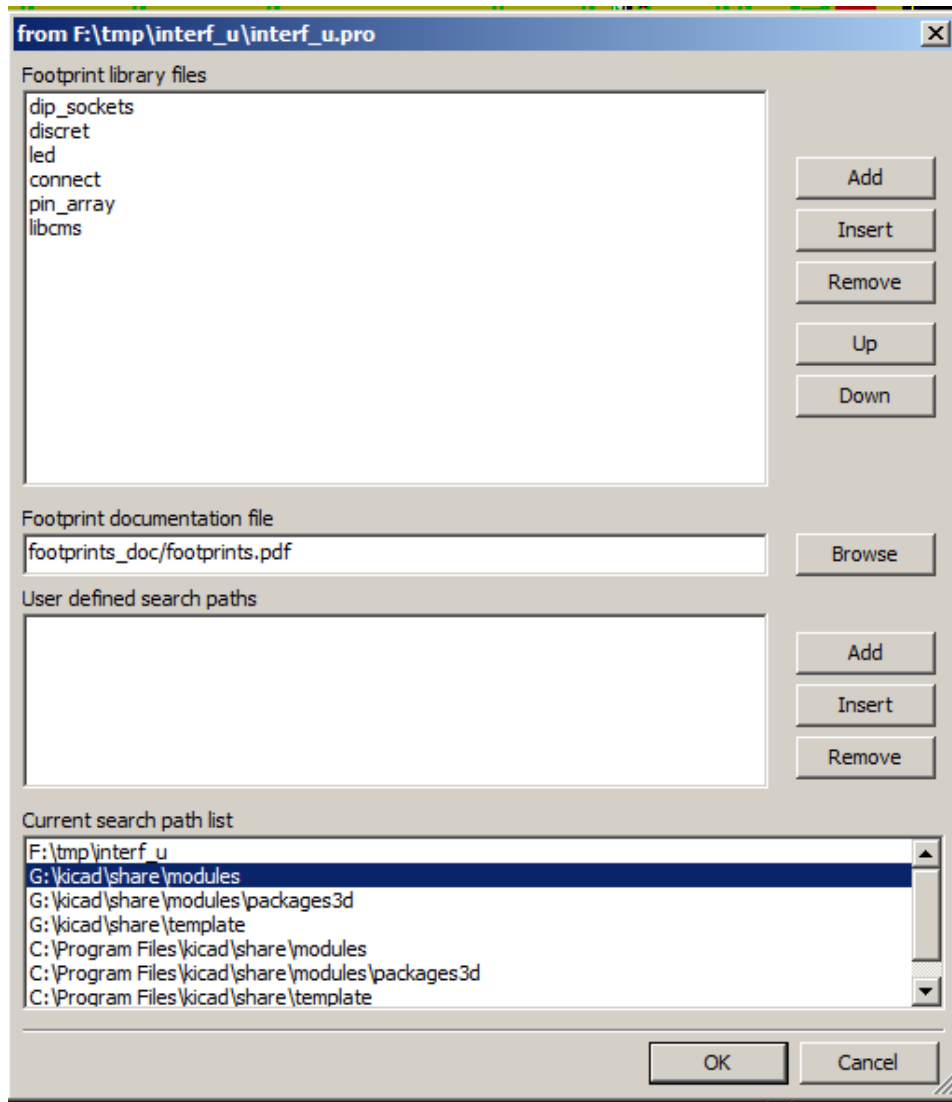 from F:\tmp\interf_u\interf_u.pro
Footprint library files
dip_sockets
discret
led
connect
pin_array
libcms
Add
Insert
Remove
Up
Down
Footprint documentation file
footprints_doc/footprints.pdf
Browse
User defined search paths
Add
Insert
Remove
Current search path list
F:\tmp\interf_u
G:\kicad\share\modules
G:\kicad\share\modules\packages3d
G:\kicad\share\template
C:\Program Files\kicad\share\modules
C:\Program Files\kicad\share\modules\packages3d
C:\Program Files\kicad\share\template
OK
Cancel